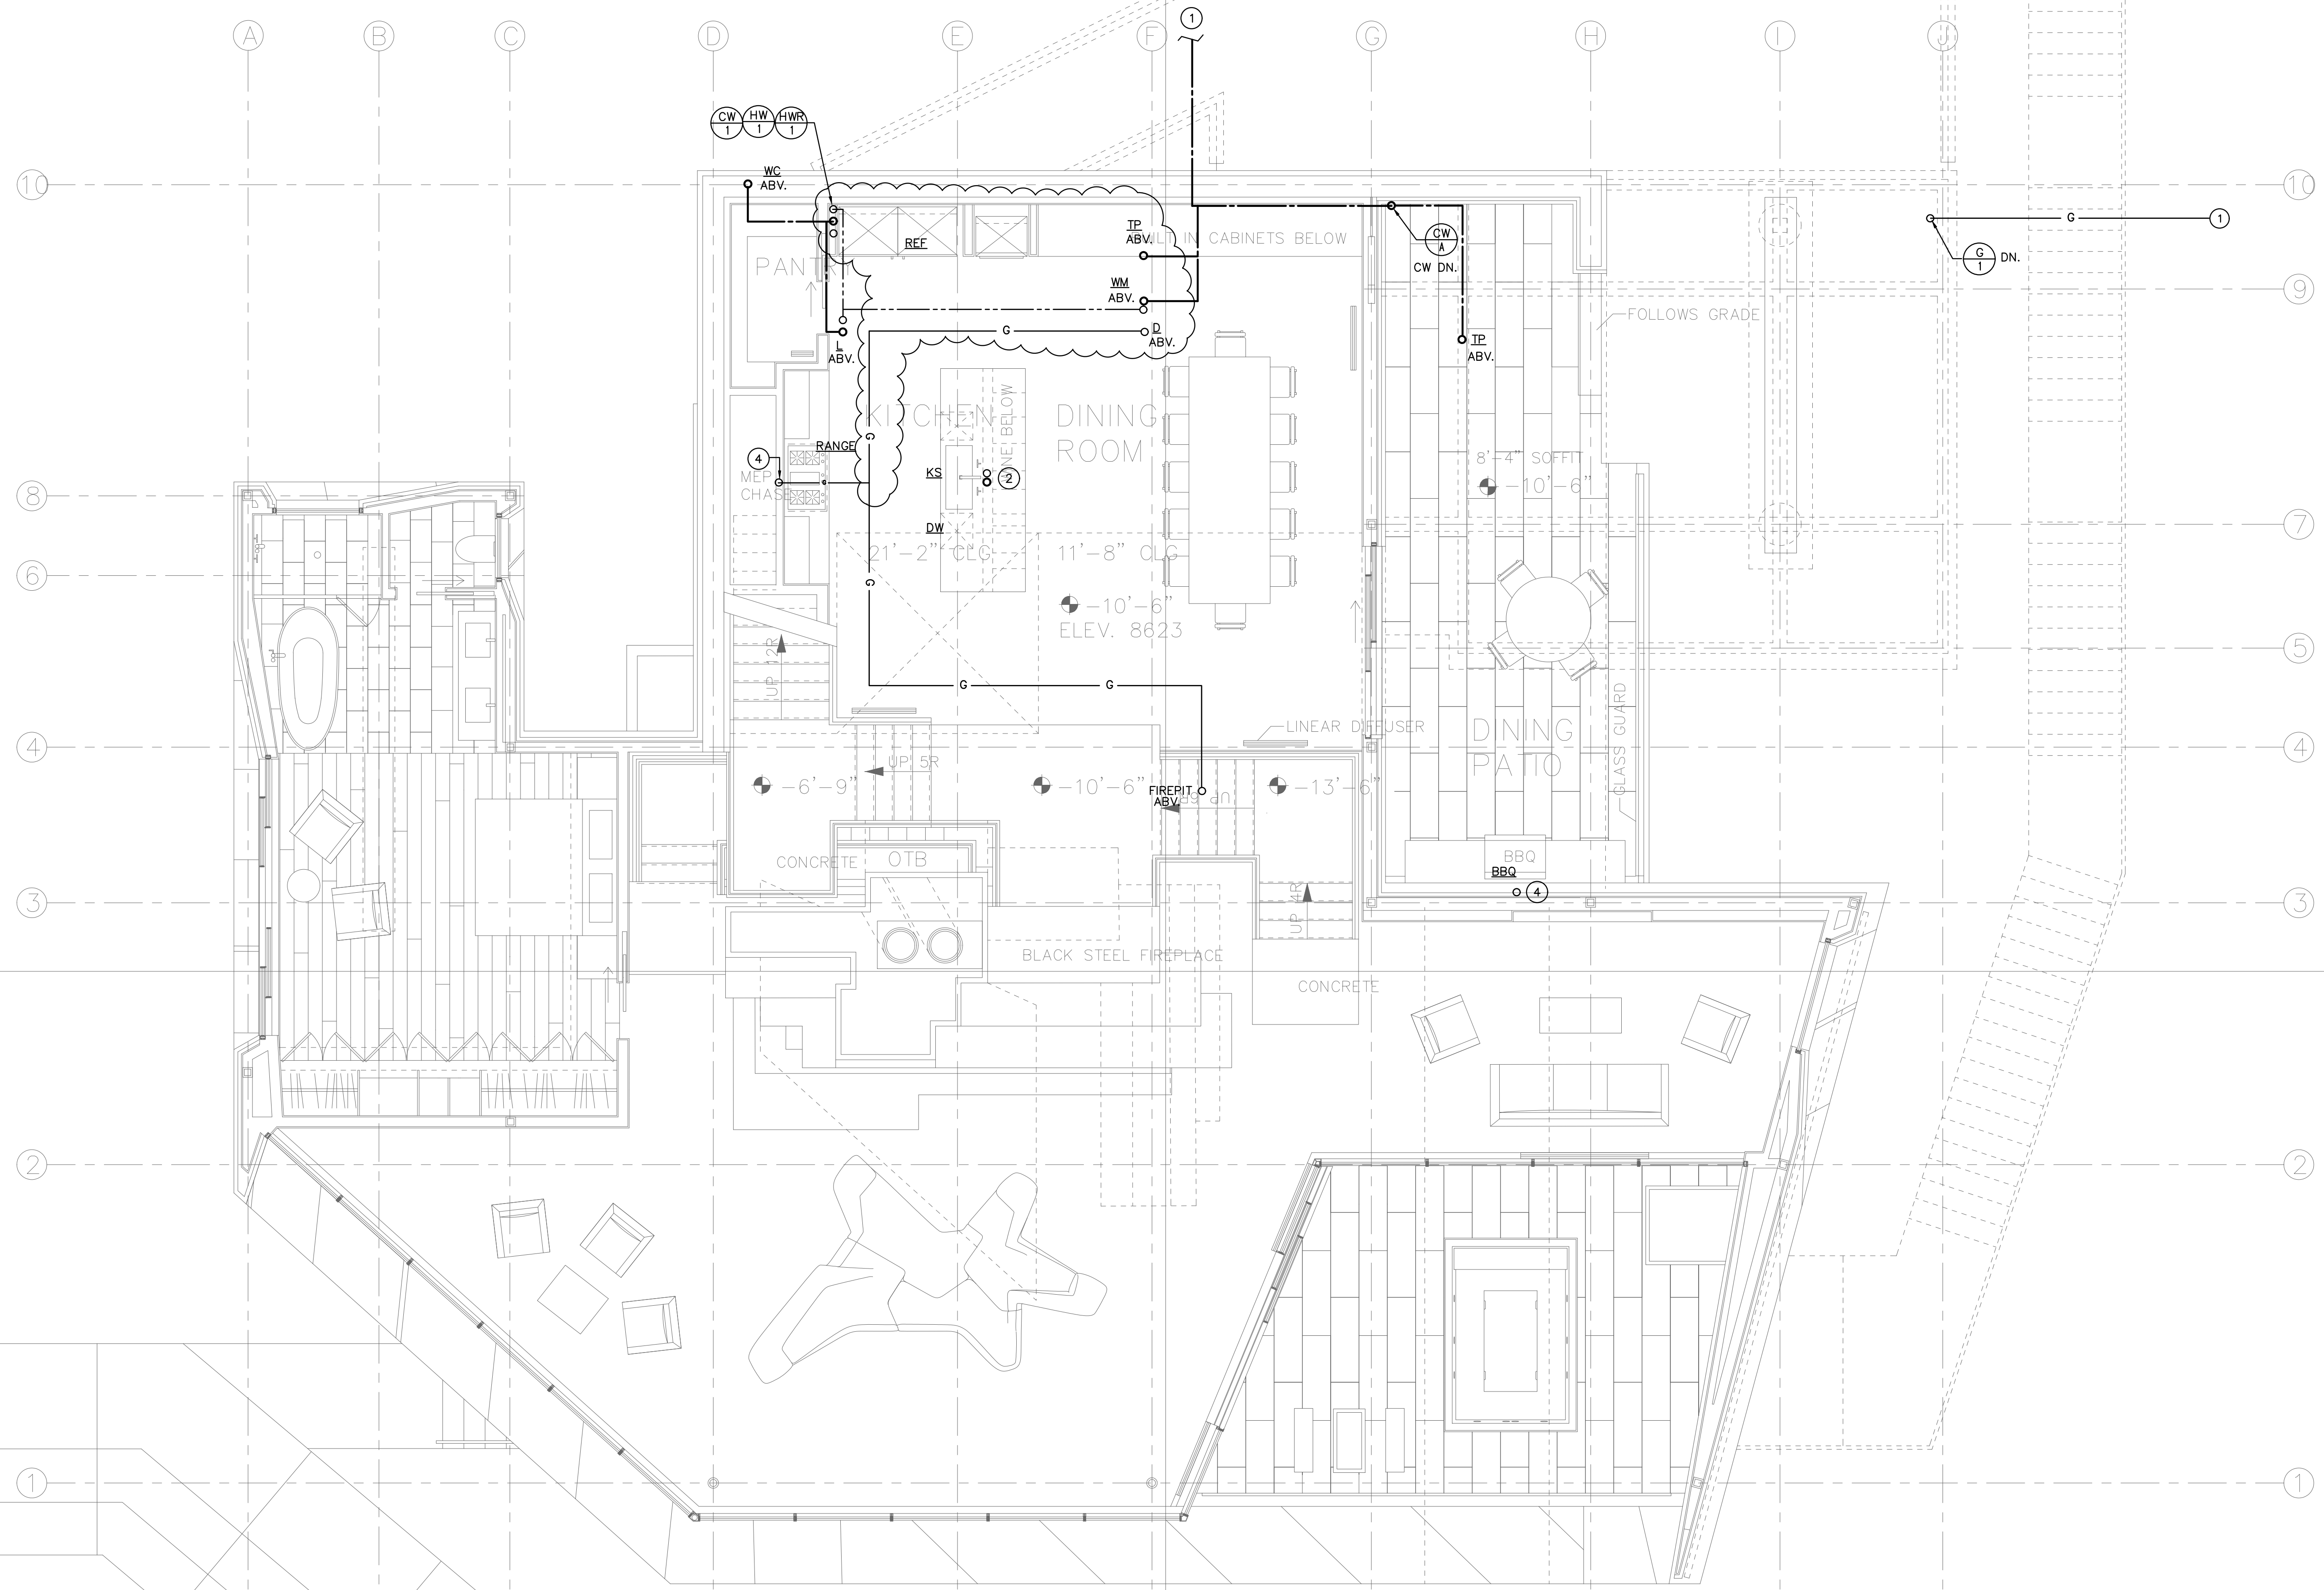 A
B
C
D
E
F
1
G
H
I
J
CW
1
HW
1
HWR
1
WC
ABV.
10
10
REF
TP
ABV.
BUILT IN CABINETS BELOW
CW
A
CW DN.
G
1
G
1
DN.
PANTRY
WM
ABV.
9
FOLLOWS GRADE
L
ABV.
G
D
ABV.
TP
ABV.
KITCHEN
DINING
ROOM
LINE BELOW
G
RANGE
4
MEP
CHASE
G
KS
2
8'-4" SOFFIT
-10'-6"
8
DW
7
21'-2" CLG
11'-8" CLG
6
G
-10'-6"
ELEV. 8623
UP 12R
5
G
G
GLASS GUARD
LINEAR DIFFUSER
DINING
PATIO
4
4
UP 5R
-6'-9"
-10'-6"
FIREPIT
ABV.
UP 6R
-13'-6"
CONCRETE
OTB
BBQ
BBQ
4
3
3
UP 4R
BLACK STEEL FIREPLACE
CONCRETE
2
2
1
1